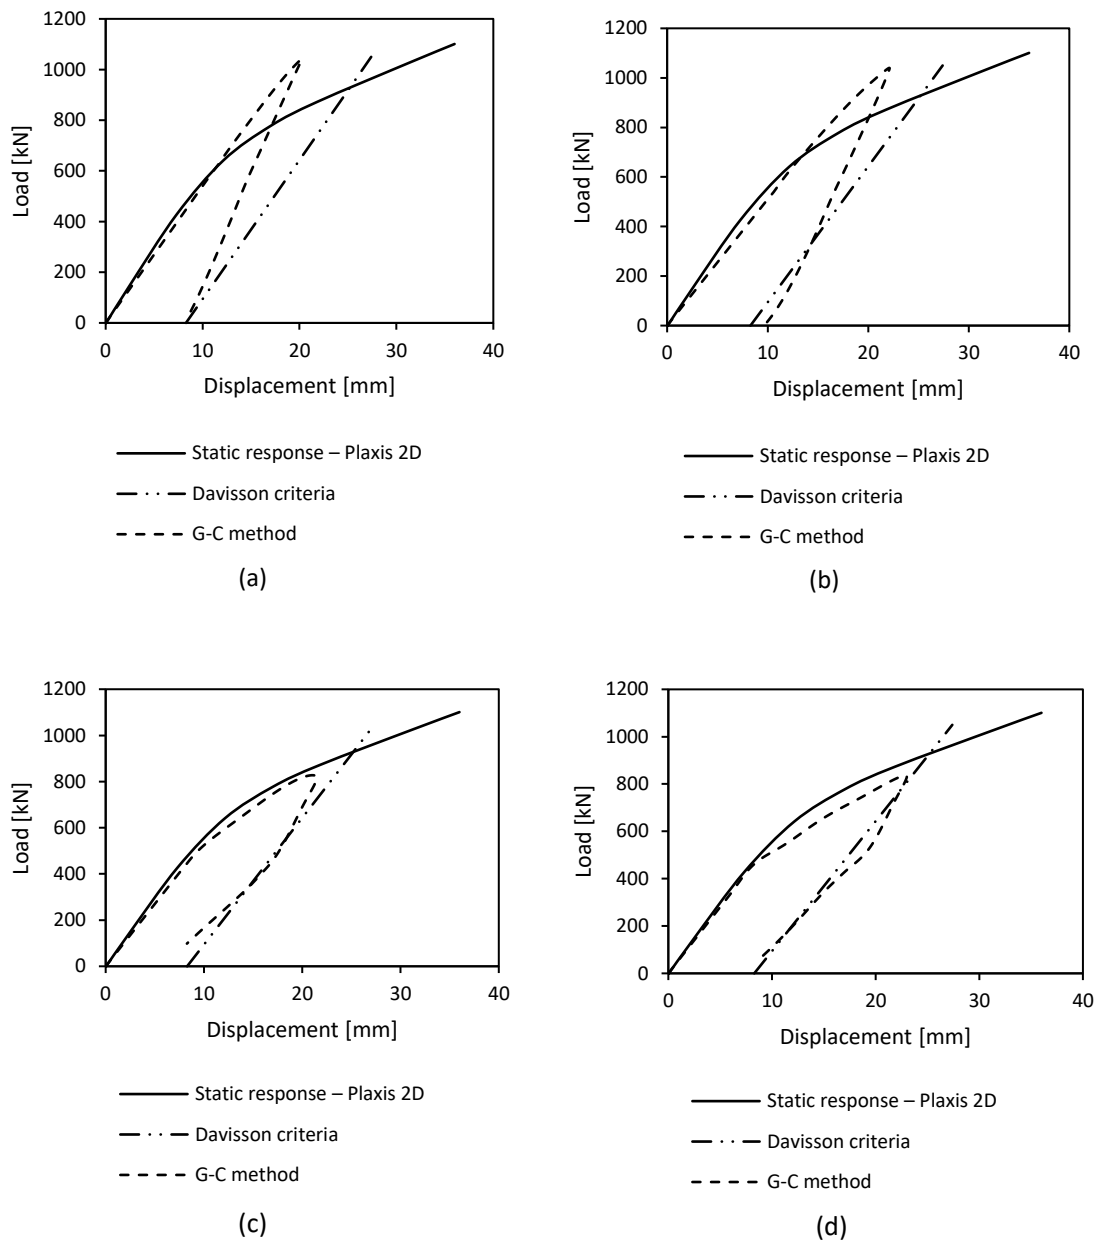 1200
1000
800
600
400
200
0
Load [kN]
0 10 20 30 40
Displacement [mm]
Static response – Plaxis 2D
Davisson criteria
G-C method
(a)
1200
1000
800
600
400
200
0
Load [kN]
0 10 20 30 40
Displacement [mm]
Static response – Plaxis 2D
Davisson criteria
G-C method
(b)
1200
1000
800
600
400
200
0
Load [kN]
0 10 20 30 40
Displacement [mm]
Static response – Plaxis 2D
Davisson criteria
G-C method
(c)
1200
1000
800
600
400
200
0
Load [kN]
0 10 20 30 40
Displacement [mm]
Static response – Plaxis 2D
Davisson criteria
G-C method
(d)